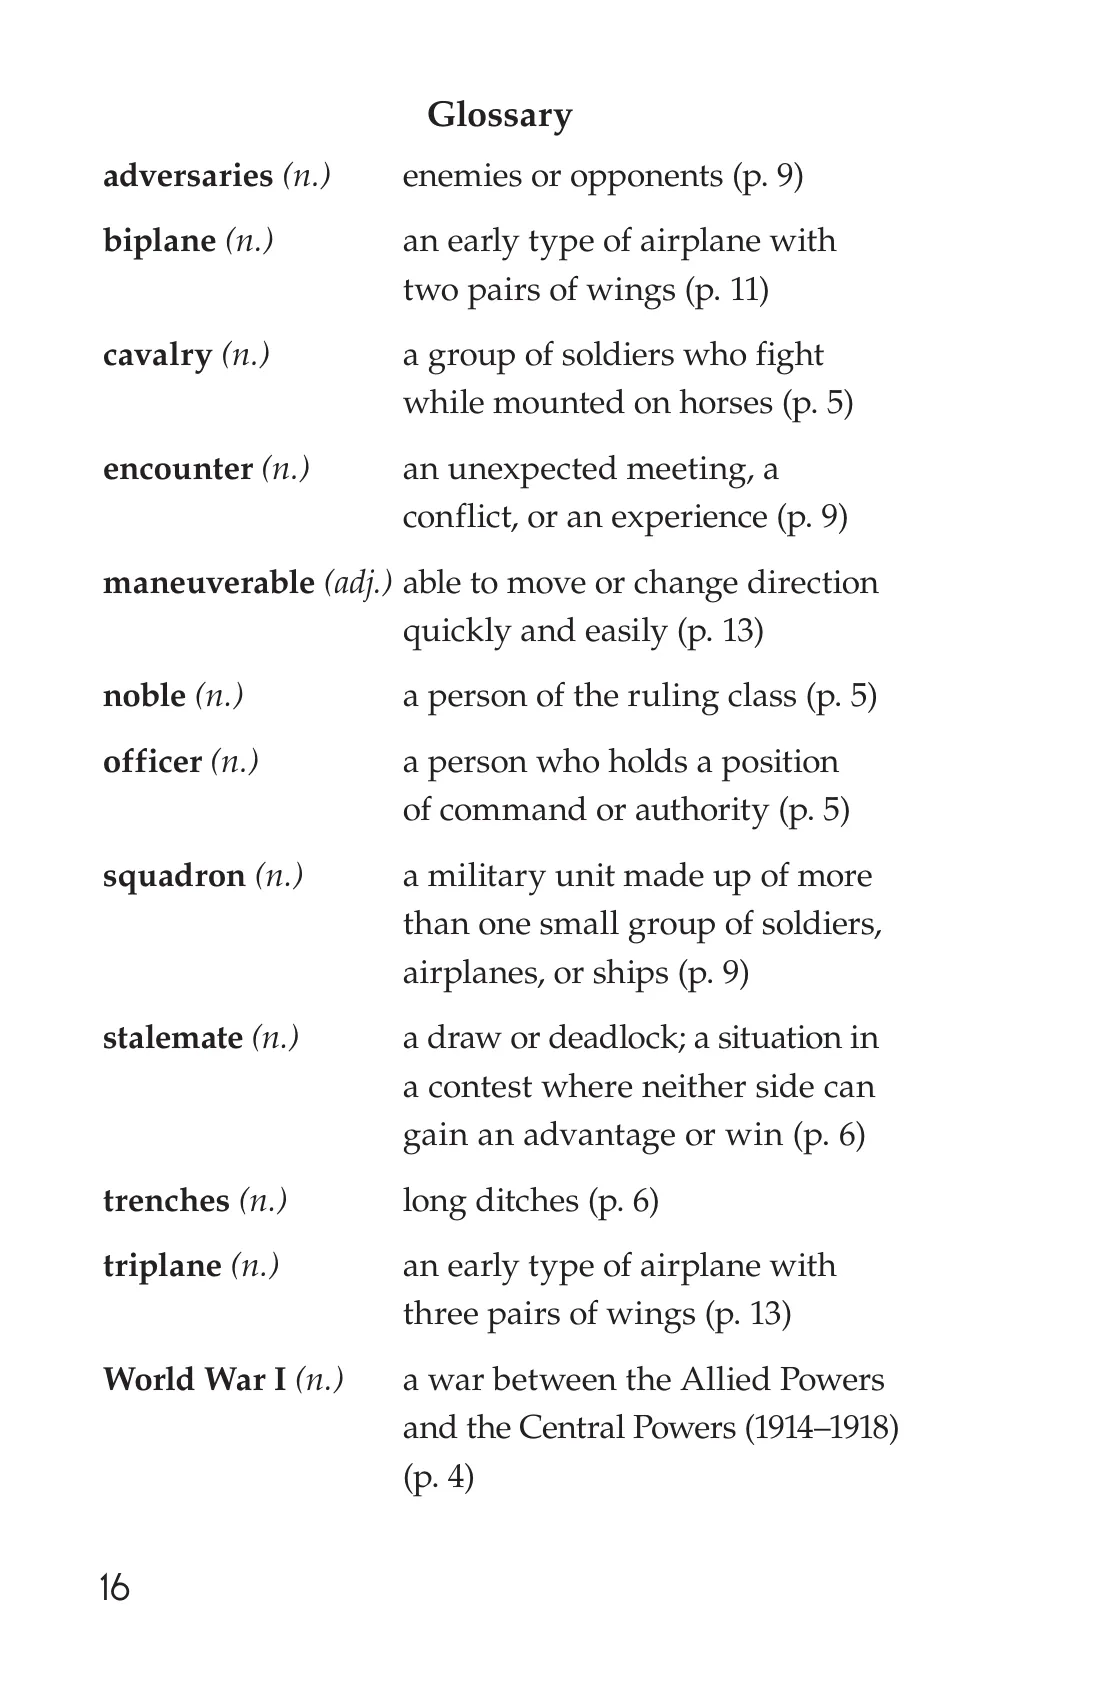 Glossary
adversaries (n.) enemies or opponents (p. 9)
biplane (n.) an early type of airplane with
two pairs of wings (p. 11)
cavalry (n.) a group of soldiers who fight
while mounted on horses (p. 5)
encounter (n.) an unexpected meeting, a
conflict, or an experience (p. 9)
maneuverable (adj.) able to move or change direction
quickly and easily (p. 13)
noble (n.) a person of the ruling class (p. 5)
officer (n.) a person who holds a position
of command or authority (p. 5)
squadron (n.) a military unit made up of more
than one small group of soldiers,
airplanes, or ships (p. 9)
stalemate (n.) a draw or deadlock; a situation in
a contest where neither side can
gain an advantage or win (p. 6)
trenches (n.) long ditches (p. 6)
triplane (n.) an early type of airplane with
three pairs of wings (p. 13)
World War I (n.) a war between the Allied Powers
and the Central Powers (1914–1918)
(p. 4)
16